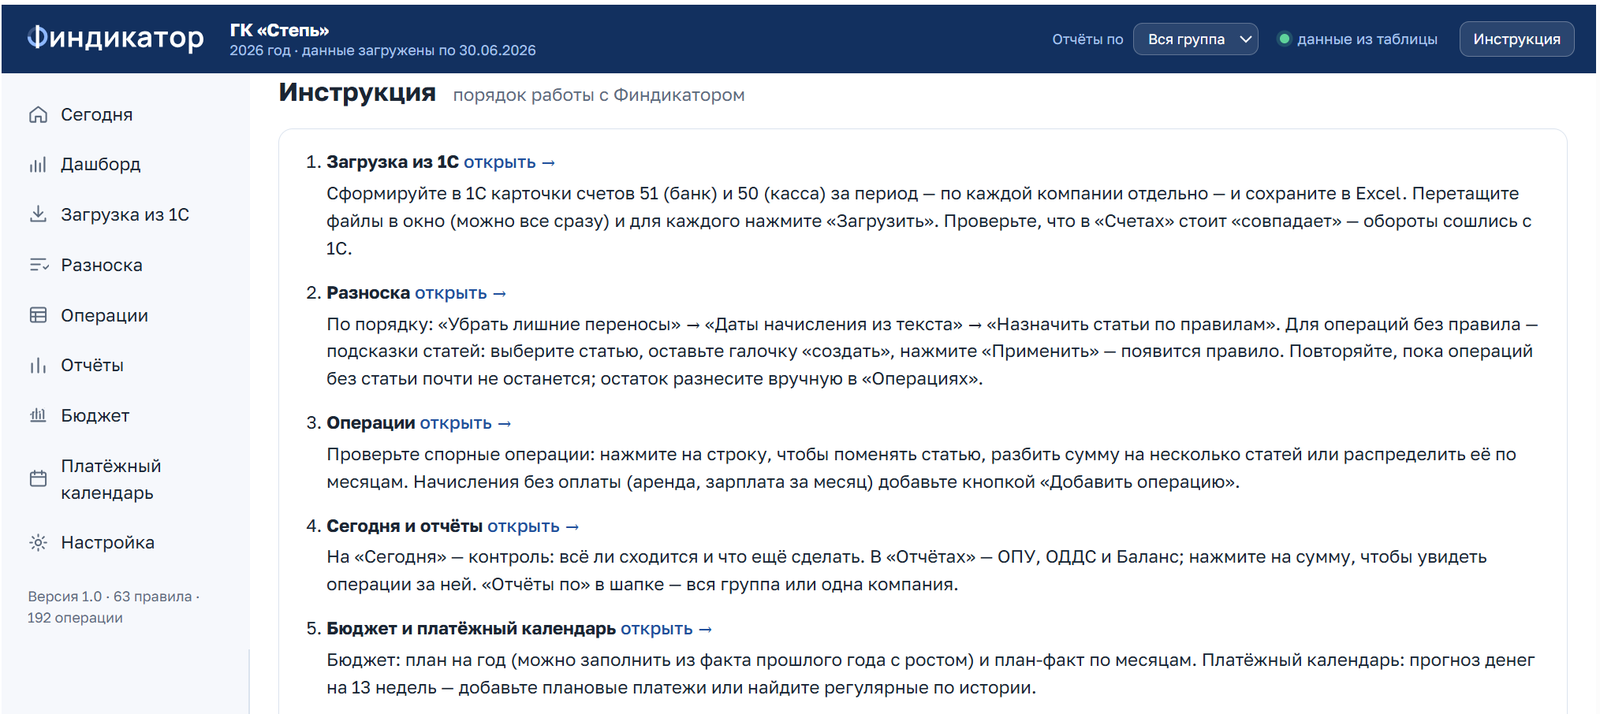 Финдикатор
ГК «Степь»
2026 год · данные загружены по 30.06.2026
Отчёты по
Вся группа
данные из таблицы
Инструкция
Сегодня
Дашборд
Загрузка из 1С
Разноска
Операции
Отчёты
Бюджет
Платёжный
календарь
Настройка
Версия 1.0 · 63 правила ·
192 операции
Инструкция порядок работы с Финдикатором
1. Загрузка из 1С открыть →
Сформируйте в 1С карточки счетов 51 (банк) и 50 (касса) за период — по каждой компании отдельно — и сохраните в Excel. Перетащите
файлы в окно (можно все сразу) и для каждого нажмите «Загрузить». Проверьте, что в «Счетах» стоит «совпадает» — обороты сошлись с
1С.
2. Разноска открыть →
По порядку: «Убрать лишние переносы» → «Даты начисления из текста» → «Назначить статьи по правилам». Для операций без правила —
подсказки статей: выберите статью, оставьте галочку «создать», нажмите «Применить» — появится правило. Повторяйте, пока операций
без статьи почти не останется; остаток разнесите вручную в «Операциях».
3. Операции открыть →
Проверьте спорные операции: нажмите на строку, чтобы поменять статью, разбить сумму на несколько статей или распределить её по
месяцам. Начисления без оплаты (аренда, зарплата за месяц) добавьте кнопкой «Добавить операцию».
4. Сегодня и отчёты открыть →
На «Сегодня» — контроль: всё ли сходится и что ещё сделать. В «Отчётах» — ОПУ, ОДДС и Баланс; нажмите на сумму, чтобы увидеть
операции за ней. «Отчёты по» в шапке — вся группа или одна компания.
5. Бюджет и платёжный календарь открыть →
Бюджет: план на год (можно заполнить из факта прошлого года с ростом) и план-факт по месяцам. Платёжный календарь: прогноз денег
на 13 недель — добавьте плановые платежи или найдите регулярные по истории.